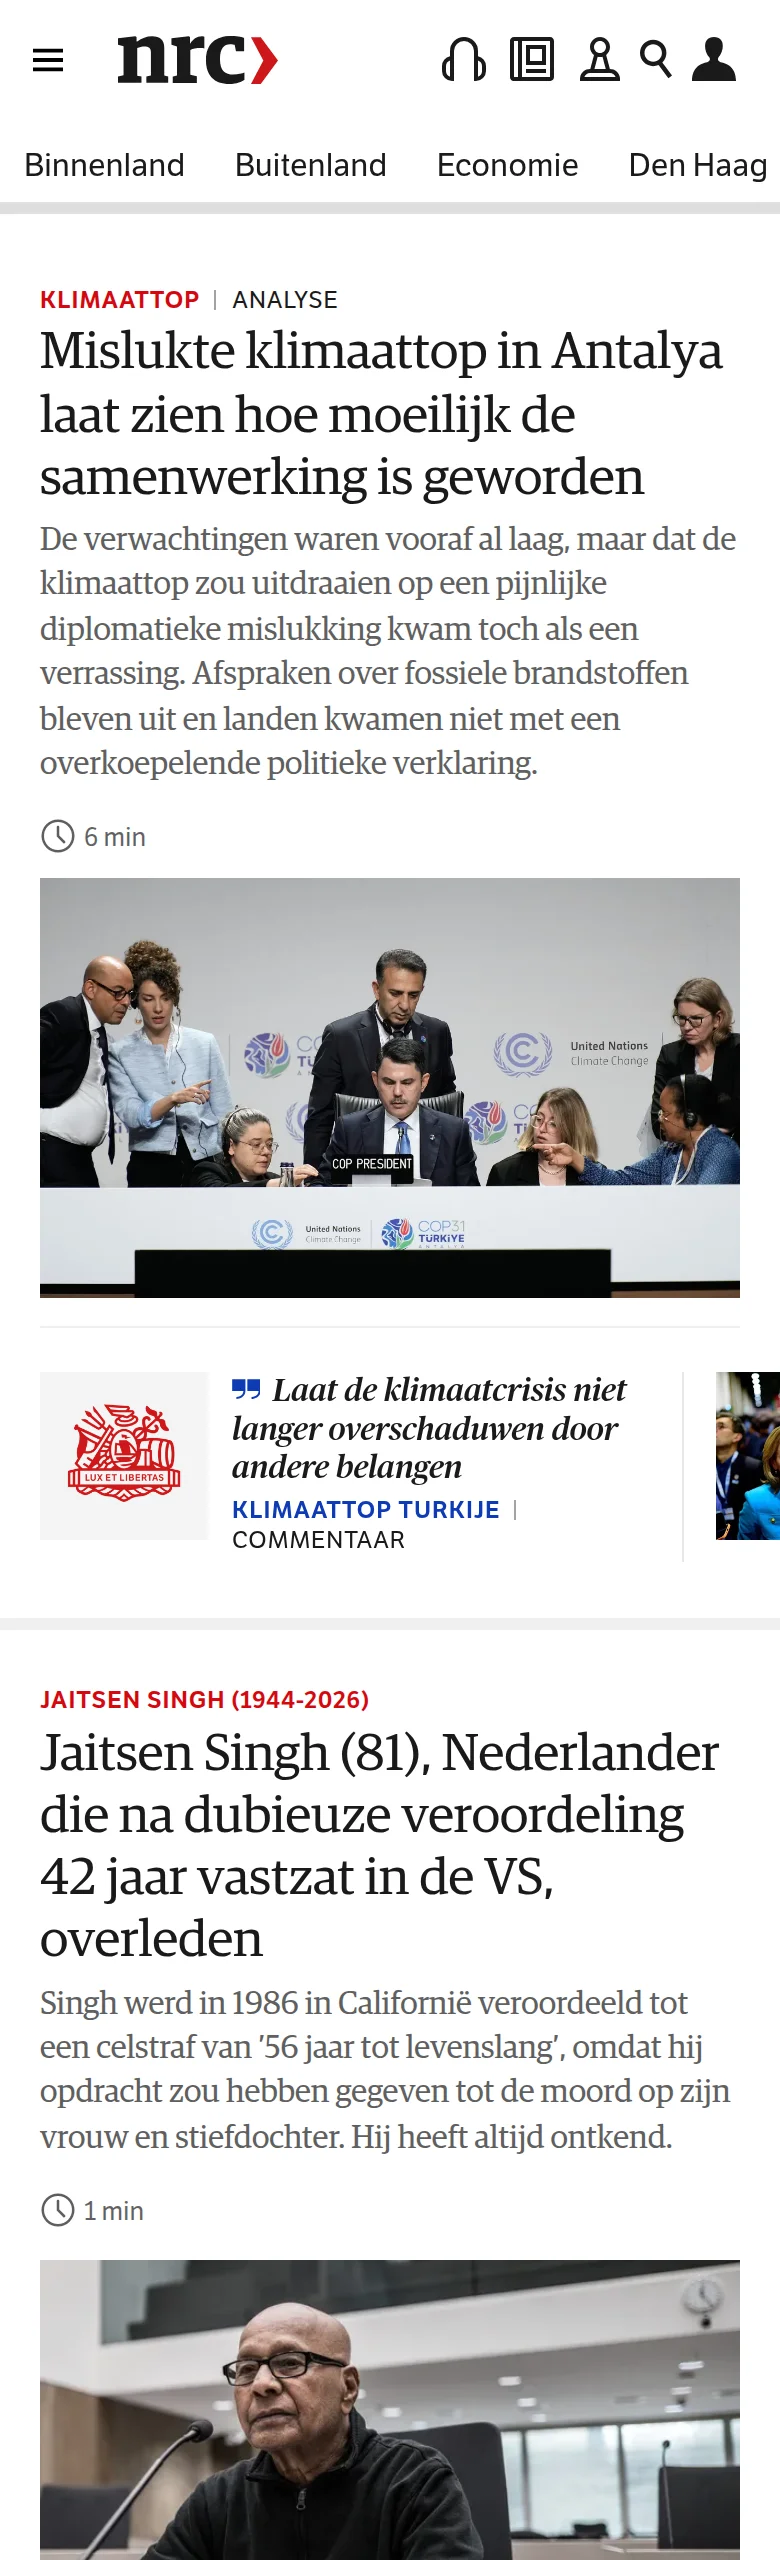 nrc
Binnenland Buitenland Economie Den Haag
KLIMAATTOP | ANALYSE
Mislukte klimaattop in Antalya
laat zien hoe moeilijk de
samenwerking is geworden
De verwachtingen waren vooraf al laag, maar dat de
klimaattop zou uitdraaien op een pijnlijke
diplomatieke mislukking kwam toch als een
verrassing. Afspraken over fossiele brandstoffen
bleven uit en landen kwamen niet met een
overkoepelende politieke verklaring.
6 min
United Nations
Climate Change
COP PRESIDENT
United Nations
Climate Change
COP31
TÜRKİYE
ANTALYA
LUX ET LIBERTAS
Laat de klimaatcrisis niet
langer overschaduwen door
andere belangen
KLIMAATTOP TURKIJE |
COMMENTAAR
JAITSEN SINGH (1944-2026)
Jaitsen Singh (81), Nederlander
die na dubieuze veroordeling
42 jaar vastzat in de VS,
overleden
Singh werd in 1986 in Californië veroordeeld tot
een celstraf van ’56 jaar tot levenslang’, omdat hij
opdracht zou hebben gegeven tot de moord op zijn
vrouw en stiefdochter. Hij heeft altijd ontkend.
1 min